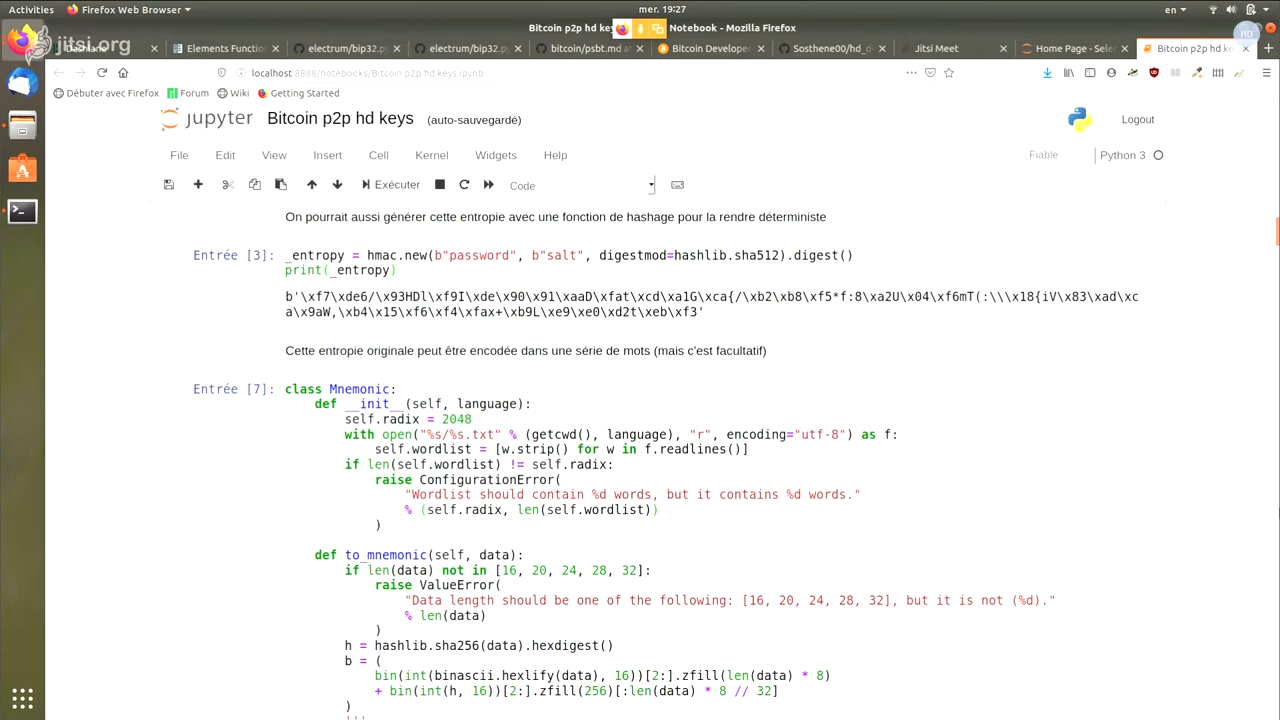 Activities
Firefox Web Browser
mer. 19:27
en
Bitcoin p2p hd key
Notebook - Mozilla Firefox
jitsi.org
HD
Elements Functio
electrum/bip32.p
electrum/bip32.p
bitcoin/psbt.md a
Bitcoin Developer
Sosthene00/hd_d
Jitsi Meet
Home Page - Sele
Bitcoin p2p hd k
localhost:8888/notebooks/Bitcoin p2p hd keys.ipynb
Débuter avec Firefox
Forum
Wiki
Getting Started
jupyter
Bitcoin p2p hd keys
(auto-sauvegardé)
Logout
File
Edit
View
Insert
Cell
Kernel
Widgets
Help
Fiable
Python 3
Exécuter
Code
On pourrait aussi générer cette entropie avec une fonction de hashage pour la rendre déterministe
Entrée [3]: _entropy = hmac.new(b"password", b"salt", digestmod=hashlib.sha512).digest()
print(_entropy)
b'\xf7\xde6/\x93HDl\xf9I\xde\x90\x91\xaaD\xfat\xcd\xa1G\xca{/\xb2\xb8\xf5*f:8\xa2U\x04\xf6mT(:\\\x18{iV\x83\xad\xc
a\x9aW,\xb4\x15\xf6\xf4\xfax+\xb9L\xe9\xe0\xd2t\xeb\xf3'
Cette entropie originale peut être encodée dans une série de mots (mais c'est facultatif)
Entrée [7]: class Mnemonic:
def __init__(self, language):
self.radix = 2048
with open("%s/%s.txt" % (getcwd(), language), "r", encoding="utf-8") as f:
self.wordlist = [w.strip() for w in f.readlines()]
if len(self.wordlist) != self.radix:
raise ConfigurationError(
"Wordlist should contain %d words, but it contains %d words."
% (self.radix, len(self.wordlist))
)
def to_mnemonic(self, data):
if len(data) not in [16, 20, 24, 28, 32]:
raise ValueError(
"Data length should be one of the following: [16, 20, 24, 28, 32], but it is not (%d)."
% len(data)
)
h = hashlib.sha256(data).hexdigest()
b = (
bin(int(binascii.hexlify(data), 16))[2:].zfill(len(data) * 8)
+ bin(int(h, 16))[2:].zfill(256)[:len(data) * 8 // 32]
)
'''